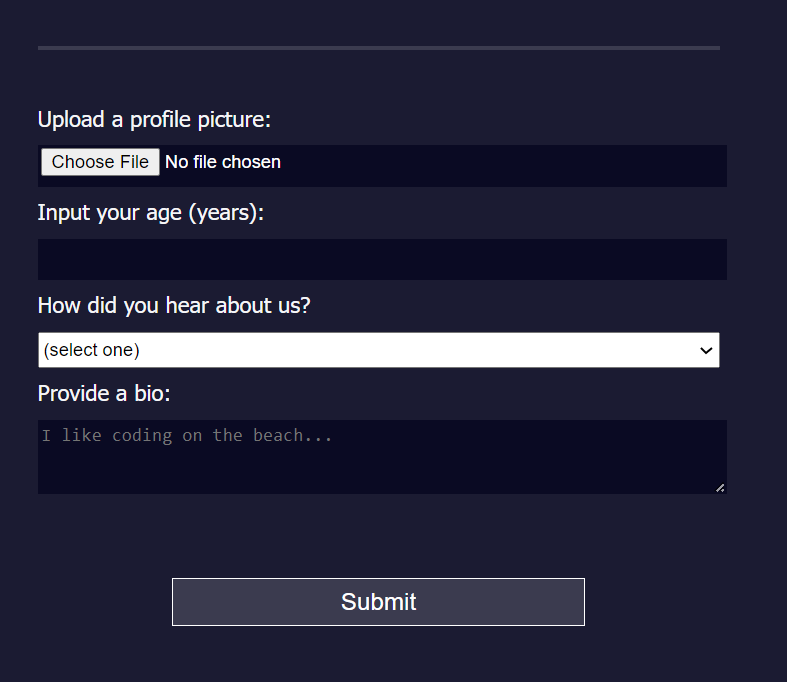 Upload a profile picture:
Choose File No file chosen
Input your age (years):
How did you hear about us?
(select one)
Provide a bio:
I like coding on the beach...
Submit